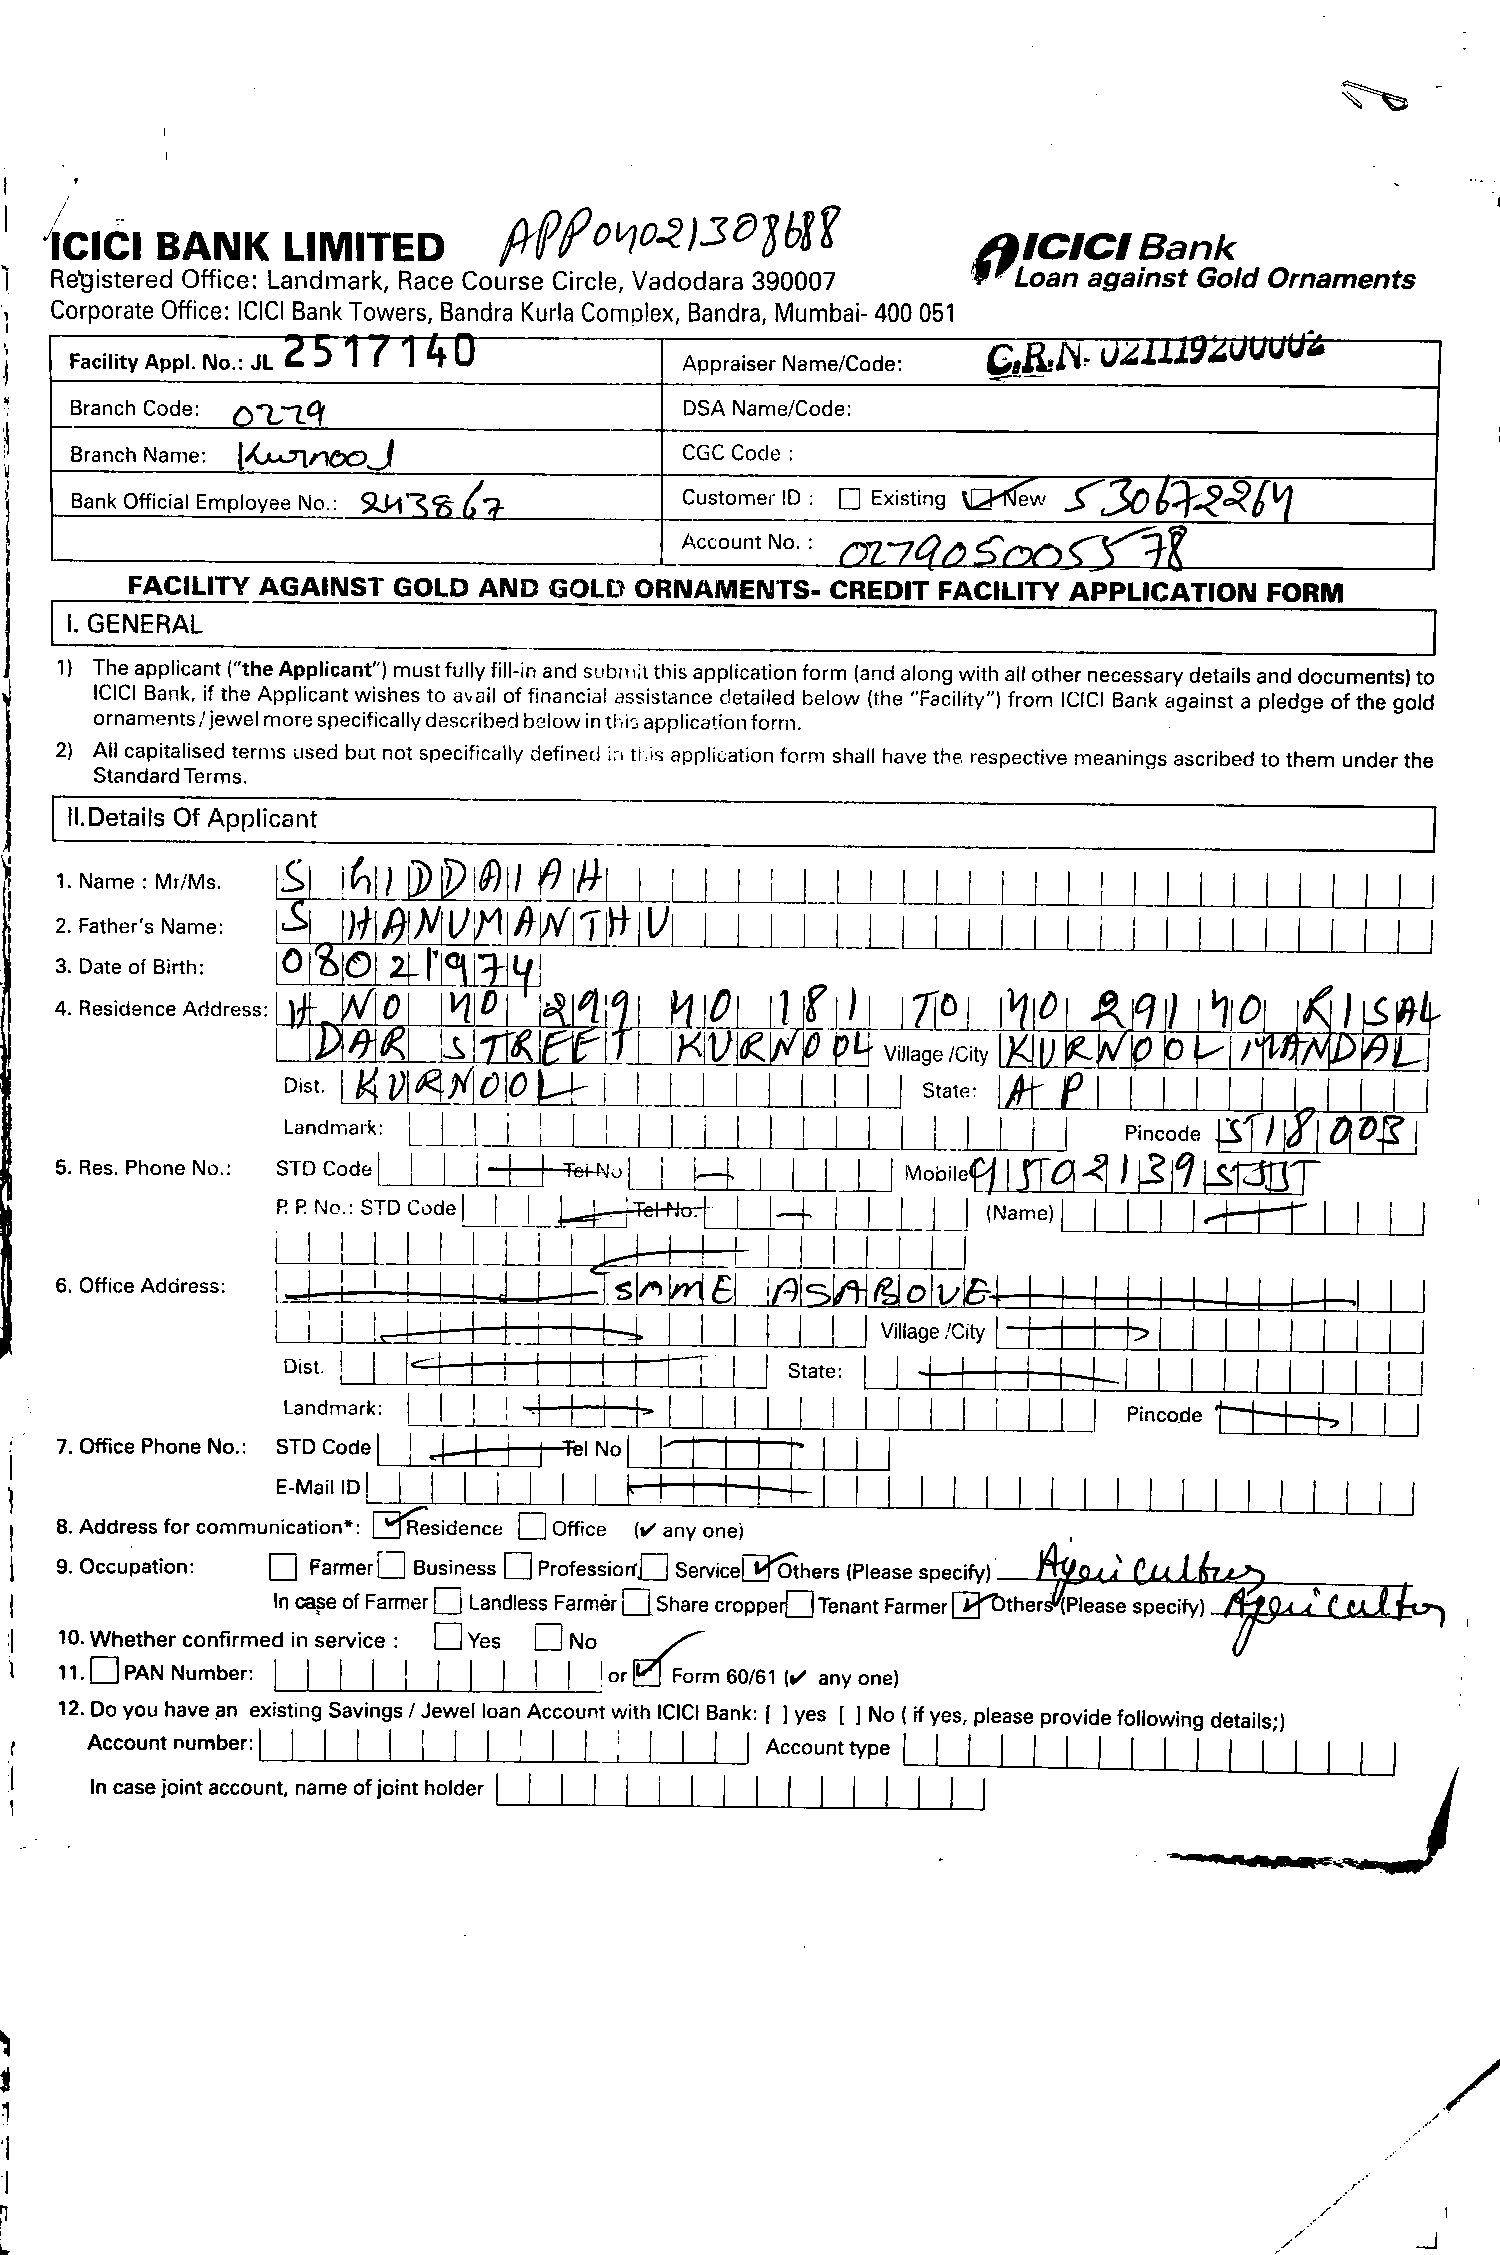 APP04021308688
ICICI BANK LIMITED
ICICI Bank
Registered Office: Landmark, Race Course Circle, Vadodara 390007
Loan against Gold Ornaments
Corporate Office: ICICI Bank Towers, Bandra Kurla Complex, Bandra, Mumbai- 400 051
Facility Appl. No.: JL 2517140
Appraiser Name/Code: C.R.N.
Branch Code: 0279
DSA Name/Code:
Branch Name: Kurnool
CGC Code :
Bank Official Employee No.: 243867
Customer ID : Existing New 530672264
Account No. : 027905005578
FACILITY AGAINST GOLD AND GOLD ORNAMENTS- CREDIT FACILITY APPLICATION FORM
I. GENERAL
1) The applicant ("the Applicant") must fully fill-in and submit this application form (and along with all other necessary details and documents) to
ICICI Bank, if the Applicant wishes to avail of financial assistance detailed below (the "Facility") from ICICI Bank against a pledge of the gold
ornaments / jewel more specifically described below in this application form.
2) All capitalised terms used but not specifically defined in this application form shall have the respective meanings ascribed to them under the
Standard Terms.
II.Details Of Applicant
1. Name : Mr/Ms. S GIDDAIAH
2. Father's Name: S HANUMANTHU
3. Date of Birth: 08021974
4. Residence Address: H NO 40 299 40 181 TO 40 291 40 KISAL
DAR STREET KURNOOL Village /City KURNOOL MANDAL
Dist. KURNOOL State: A P
Landmark: Pincode 518003
5. Res. Phone No.: STD Code Tel No Mobile
P. P. No.: STD Code Tel No. (Name)
6. Office Address: SAME AS ABOVE
Village /City
Dist. State:
Landmark: Pincode
7. Office Phone No.: STD Code Tel No
E-Mail ID
8. Address for communication*: Residence Office (✔ any one)
9. Occupation: Farmer Business Profession Service Others (Please specify)
In case of Farmer Landless Farmer Share cropper Tenant Farmer Others (Please specify)
10. Whether confirmed in service : Yes No
11. PAN Number: or Form 60/61 (✔ any one)
12. Do you have an existing Savings / Jewel loan Account with ICICI Bank: [ ] yes [ ] No ( if yes, please provide following details;)
Account number: Account type
In case joint account, name of joint holder